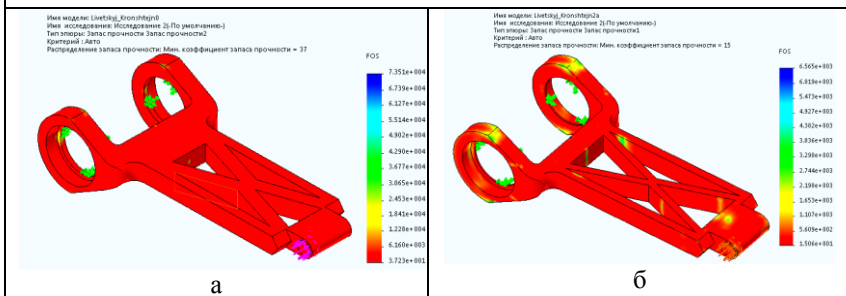 Имя модели: Livetskyj_Kronshtejn0
Имя исследования: Исследование 2(-По умолчанию-)
Тип эпюры: Запас прочности Запас прочности2
Критерий : Авто
Распределение запаса прочности: Мин. коэффициент запаса прочности = 37
FOS
7.351e+004
6.739e+004
6.127e+004
5.514e+004
4.902e+004
4.290e+004
3.677e+004
3.065e+004
2.453e+004
1.841e+004
1.228e+004
6.160e+003
3.723e+001
а
Имя модели: Livetskyj_Kronshtejn2a
Имя исследования: Исследование 2(-По умолчанию-)
Тип эпюры: Запас прочности Запас прочности1
Критерий : Авто
Распределение запаса прочности: Мин. коэффициент запаса прочности = 15
FOS
6.565e+003
6.019e+003
5.473e+003
4.927e+003
4.382e+003
3.836e+003
3.290e+003
2.744e+003
2.198e+003
1.653e+003
1.107e+003
5.609e+002
1.506e+001
б